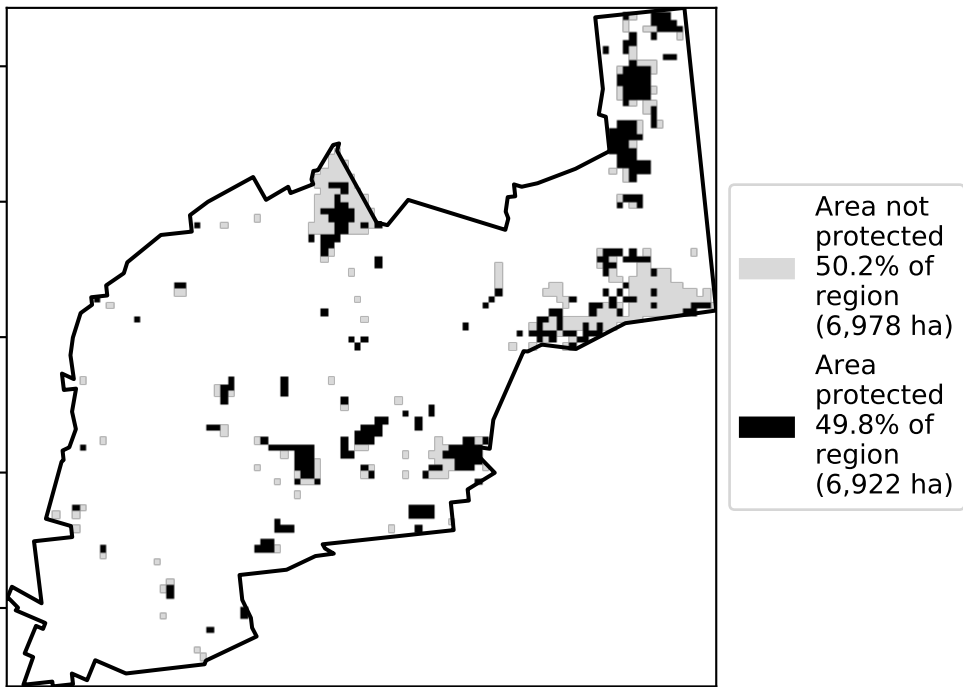 Area not
protected
50.2% of
region
(6,978 ha)
Area
protected
49.8% of
region
(6,922 ha)